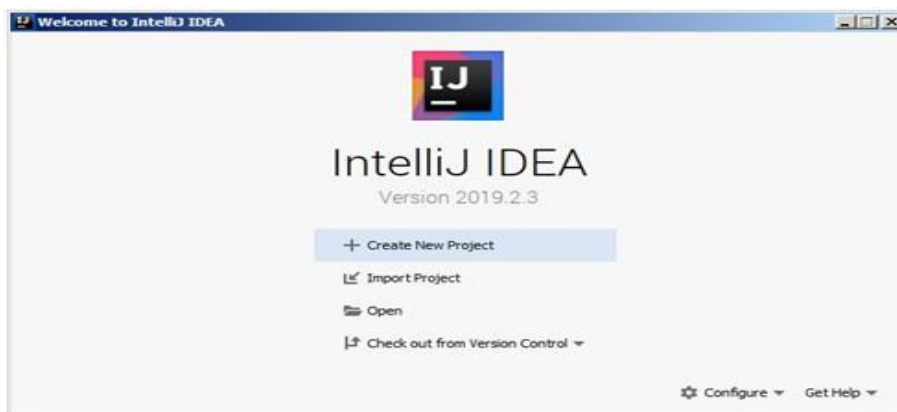 Welcome to IntelliJ IDEA
IJ
IntelliJ IDEA
Version 2019.2.3
Create New Project
Import Project
Open
Check out from Version Control
Configure Get Help